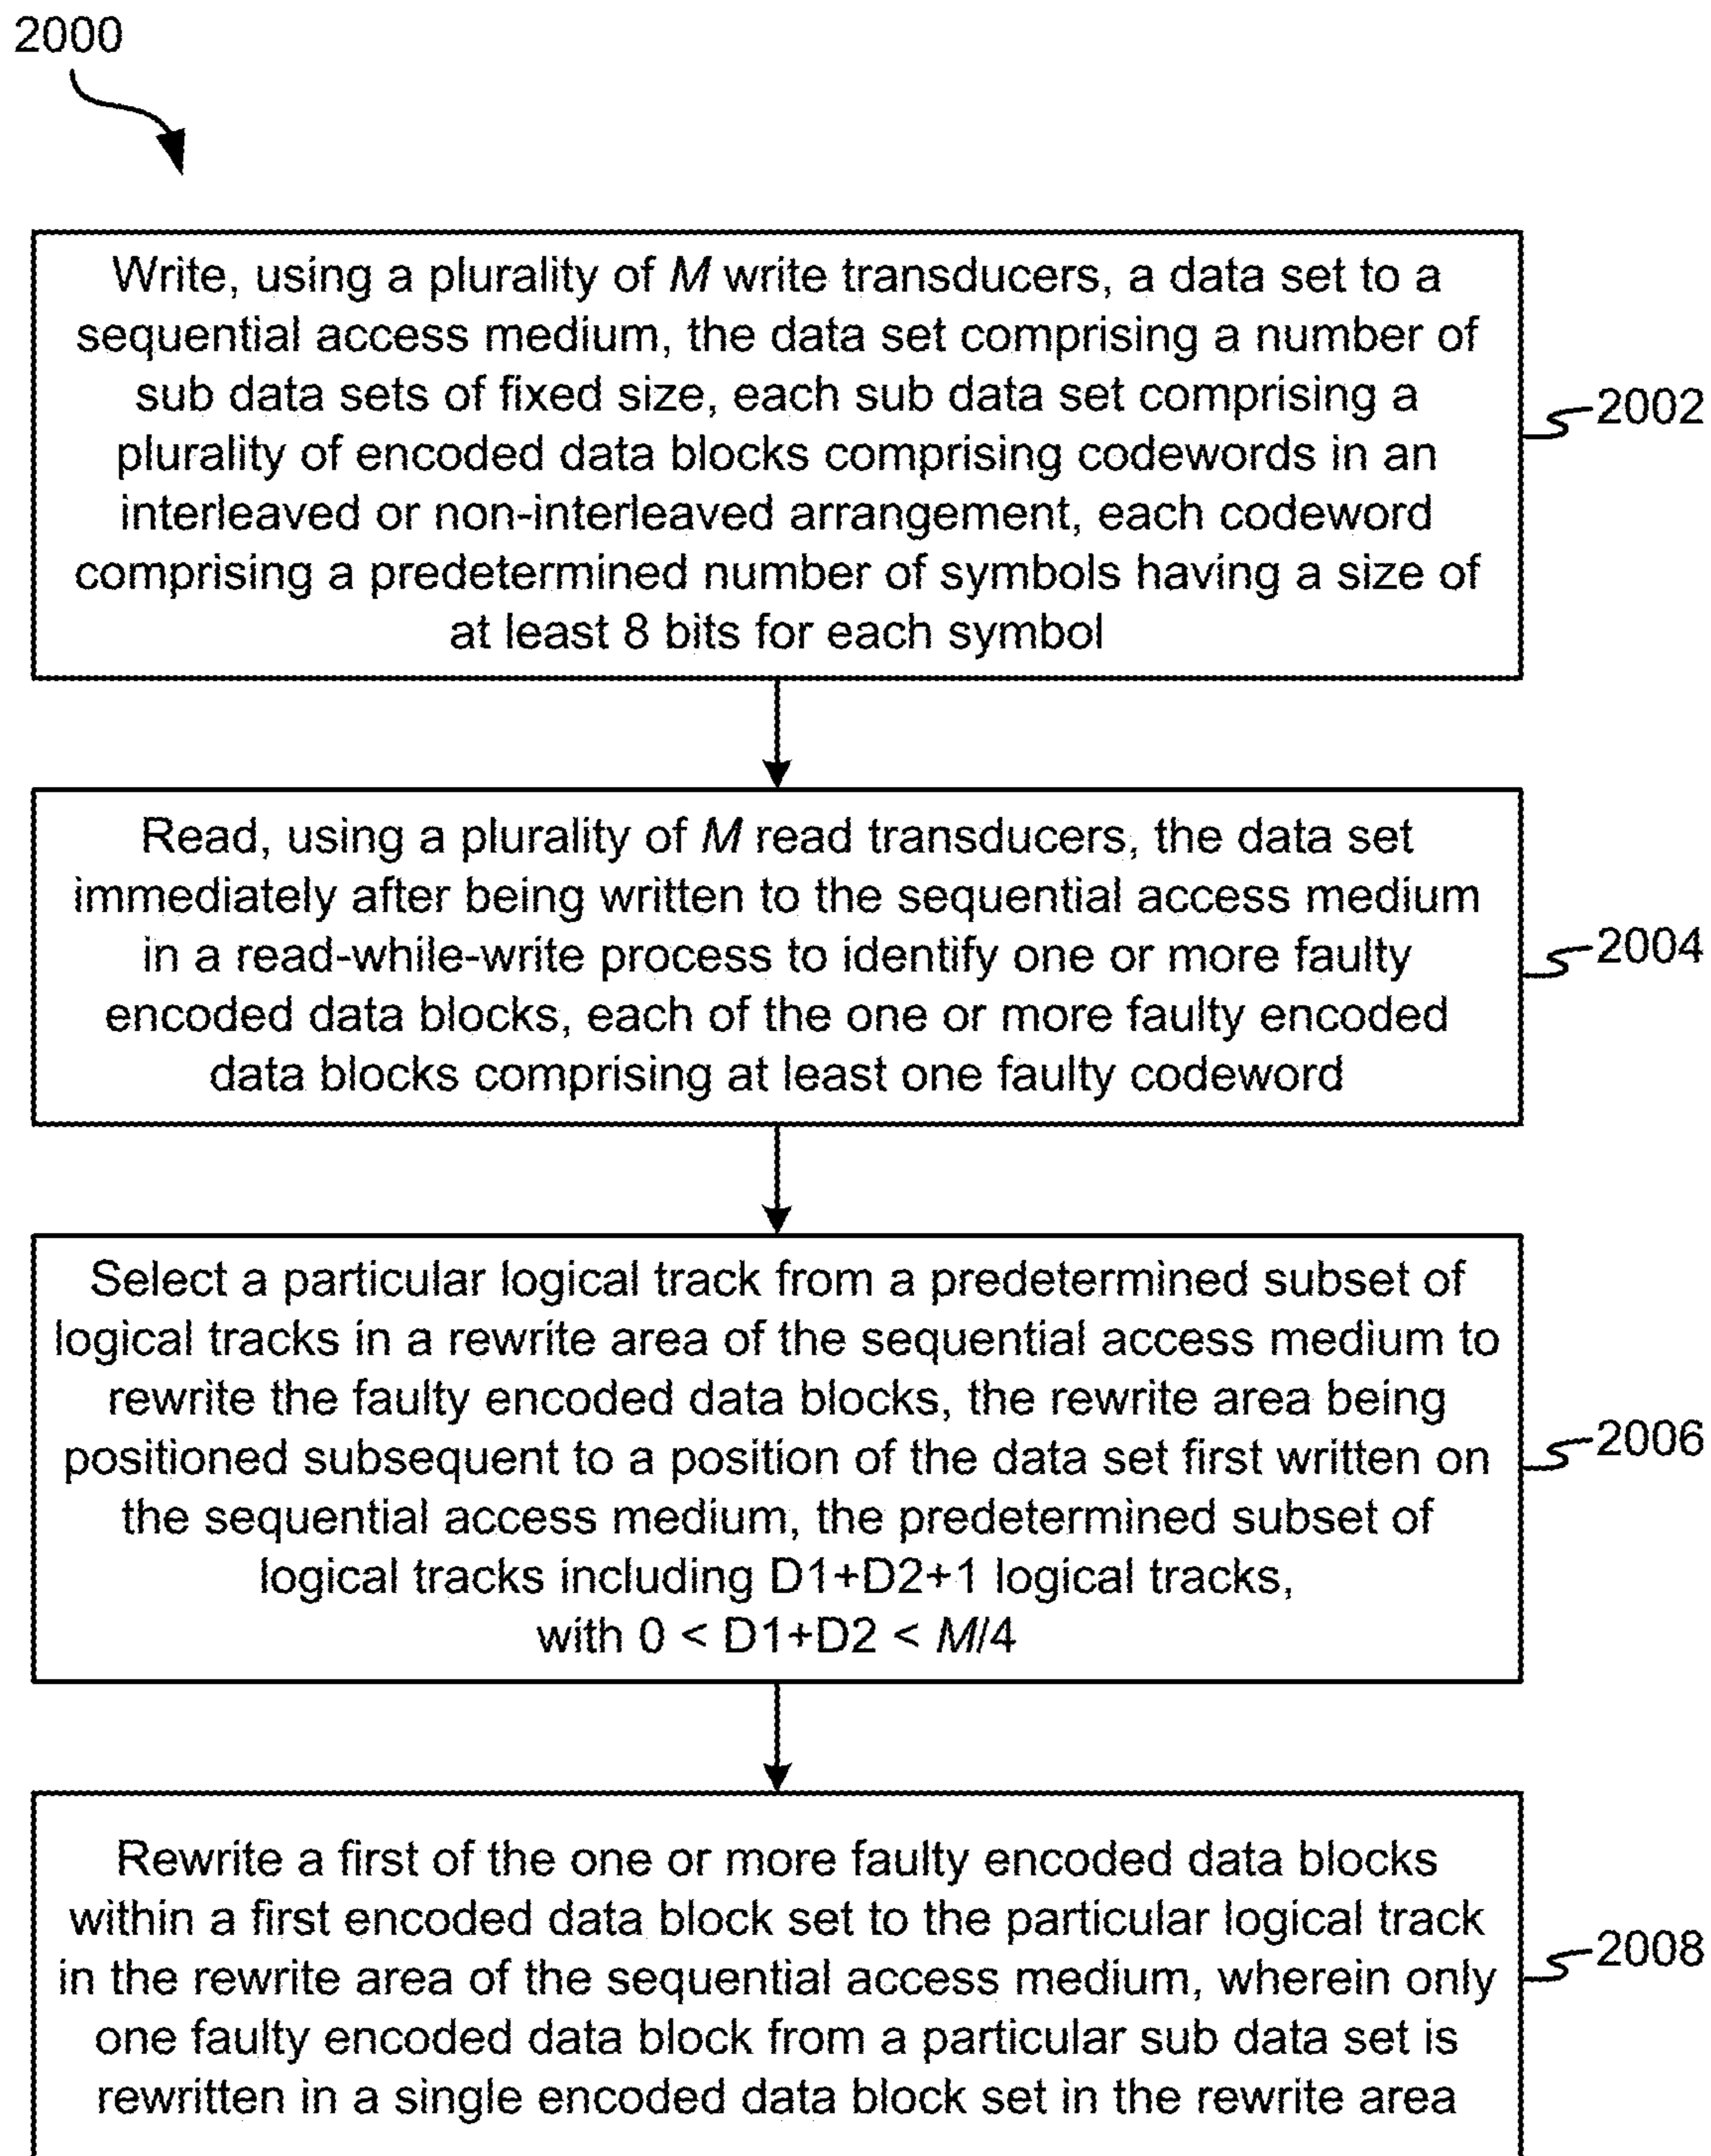 2000
Write, using a plurality of M write transducers, a data set to a
sequential access medium, the data set comprising a number of
sub data sets of fixed size, each sub data set comprising a
plurality of encoded data blocks comprising codewords in an
interleaved or non-interleaved arrangement, each codeword
comprising a predetermined number of symbols having a size of
at least 8 bits for each symbol
2002
Read, using a plurality of M read transducers, the data set
immediately after being written to the sequential access medium
in a read-while-write process to identify one or more faulty
encoded data blocks, each of the one or more faulty encoded
data blocks comprising at least one faulty codeword
2004
Select a particular logical track from a predetermined subset of
logical tracks in a rewrite area of the sequential access medium to
rewrite the faulty encoded data blocks, the rewrite area being
positioned subsequent to a position of the data set first written on
the sequential access medium, the predetermined subset of
logical tracks including D1+D2+1 logical tracks,
with 0 < D1+D2 < M/4
2006
Rewrite a first of the one or more faulty encoded data blocks
within a first encoded data block set to the particular logical track
in the rewrite area of the sequential access medium, wherein only
one faulty encoded data block from a particular sub data set is
rewritten in a single encoded data block set in the rewrite area
2008